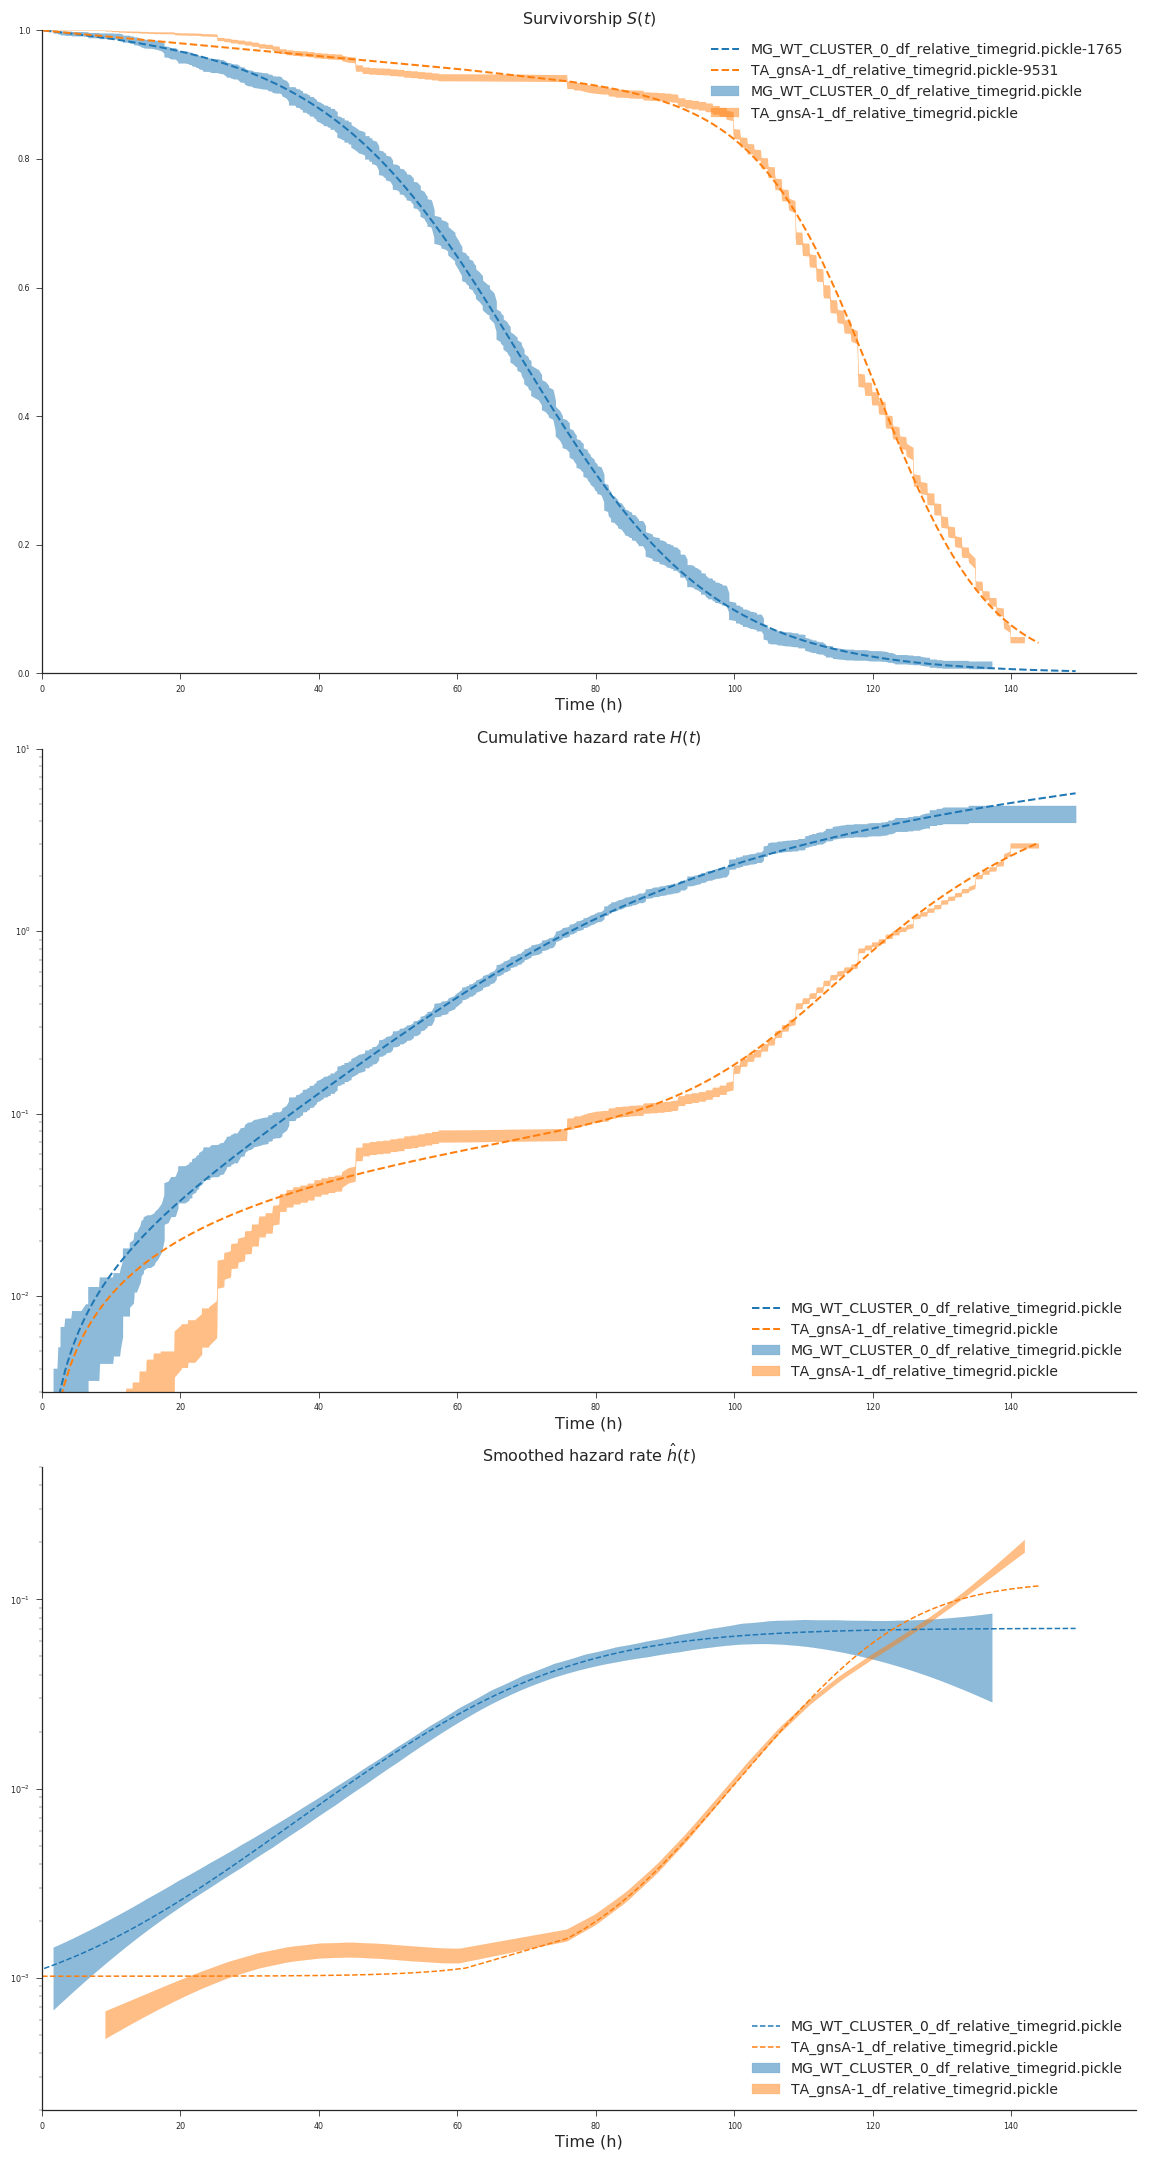 Survivorship S(t)
1.0
0.8
0.6
0.4
0.2
0.0
MG_WT_CLUSTER_0_df_relative_timegrid.pickle-1765
TA_gnsA-1_df_relative_timegrid.pickle-9531
MG_WT_CLUSTER_0_df_relative_timegrid.pickle
TA_gnsA-1_df_relative_timegrid.pickle
0 20 40 60 80 100 120 140
Time (h)
Cumulative hazard rate H(t)
10¹
10⁰
10⁻¹
10⁻²
MG_WT_CLUSTER_0_df_relative_timegrid.pickle
TA_gnsA-1_df_relative_timegrid.pickle
MG_WT_CLUSTER_0_df_relative_timegrid.pickle
TA_gnsA-1_df_relative_timegrid.pickle
0 20 40 60 80 100 120 140
Time (h)
Smoothed hazard rate ĥ(t)
10⁻¹
10⁻²
10⁻³
MG_WT_CLUSTER_0_df_relative_timegrid.pickle
TA_gnsA-1_df_relative_timegrid.pickle
MG_WT_CLUSTER_0_df_relative_timegrid.pickle
TA_gnsA-1_df_relative_timegrid.pickle
0 20 40 60 80 100 120 140
Time (h)